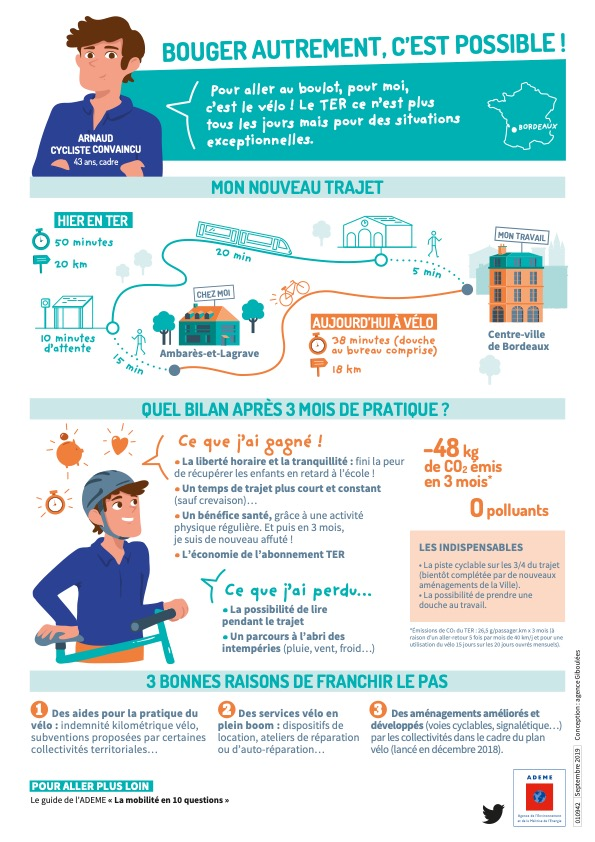 BOUGER AUTREMENT, C'EST POSSIBLE !
Pour aller au boulot, pour moi,
c'est le vélo ! Le TER ce n'est plus
tous les jours mais pour des situations
exceptionnelles.
BORDEAUX
ARNAUD
CYCLISTE CONVAINCU
43 ans, cadre
MON NOUVEAU TRAJET
HIER EN TER
50 minutes
20 km
20 min
5 min
MON TRAVAIL
CHEZ MOI
10 minutes
d'attente
15 min
Ambarès-et-Lagrave
AUJOURD'HUI À VÉLO
38 minutes (douche
au bureau comprise)
18 km
Centre-ville
de Bordeaux
QUEL BILAN APRÈS 3 MOIS DE PRATIQUE ?
Ce que j'ai gagné !
• La liberté horaire et la tranquillité : fini la peur
de récupérer les enfants en retard à l'école !
• Un temps de trajet plus court et constant
(sauf crevaison)…
• Un bénéfice santé, grâce à une activité
physique régulière. Et puis en 3 mois,
je suis de nouveau affuté !
• L'économie de l'abonnement TER
Ce que j'ai perdu...
• La possibilité de lire
pendant le trajet
• Un parcours à l'abri des
intempéries (pluie, vent, froid…)
-48 kg
de CO₂ émis
en 3 mois*
0 polluants
LES INDISPENSABLES
• La piste cyclable sur les 3/4 du trajet
(bientôt complétée par de nouveaux
aménagements de la Ville).
• La possibilité de prendre une
douche au travail.
*Émissions de CO₂ du TER : 26,5 g/passager.km x 3 mois (à
raison d'un aller-retour 5 fois par mois de 40 km/j et pour une
utilisation du vélo 15 jours sur les 20 jours ouvrés mensuels).
3 BONNES RAISONS DE FRANCHIR LE PAS
1 Des aides pour la pratique du
vélo : indemnité kilométrique vélo,
subventions proposées par certaines
collectivités territoriales…
2 Des services vélo en
plein boom : dispositifs de
location, ateliers de réparation
ou d'auto-réparation…
3 Des aménagements améliorés et
développés (voies cyclables, signalétique…)
par les collectivités dans le cadre du plan
vélo (lancé en décembre 2018).
POUR ALLER PLUS LOIN
Le guide de l'ADEME « La mobilité en 10 questions »
ADEME
Agence de l'Environnement
et de la Maîtrise de l'Energie
010942 | Septembre 2019 | Conception : agence Giboulées